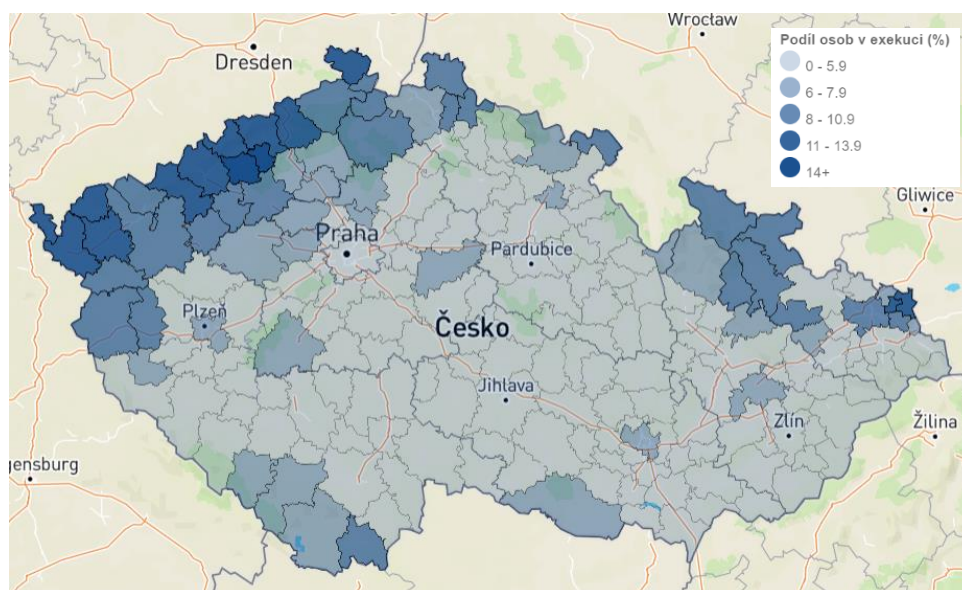 Wrocław
Dresden
Podíl osob v exekuci (%)
0 - 5.9
6 - 7.9
8 - 10.9
11 - 13.9
14+
Gliwice
Praha
Pardubice
Plzeň
Česko
Jihlava
Zlín
Žilina
gensburg